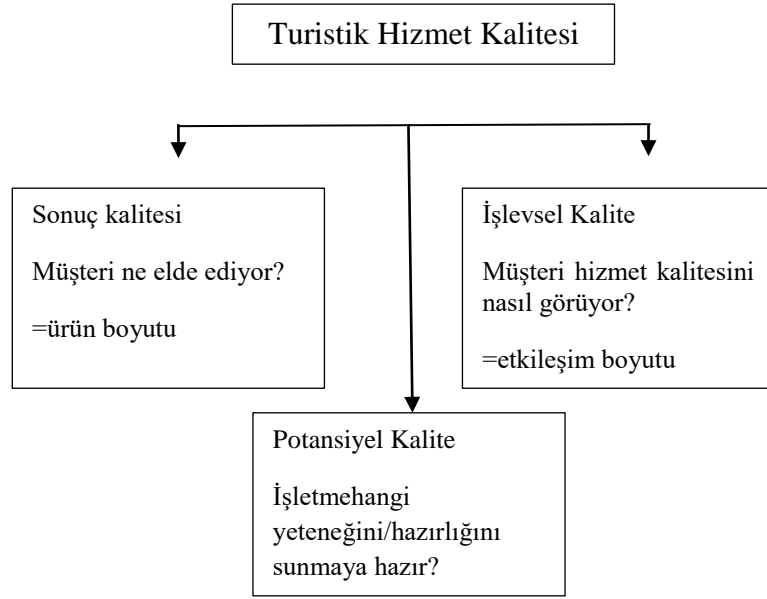 Turistik Hizmet Kalitesi
Sonuç kalitesi
Müşteri ne elde ediyor?
=ürün boyutu
İşlevsel Kalite
Müşteri hizmet kalitesini
nasıl görüyor?
=etkileşim boyutu
Potansiyel Kalite
İşletmehangi
yeteneğini/hazırlığını
sunmaya hazır?